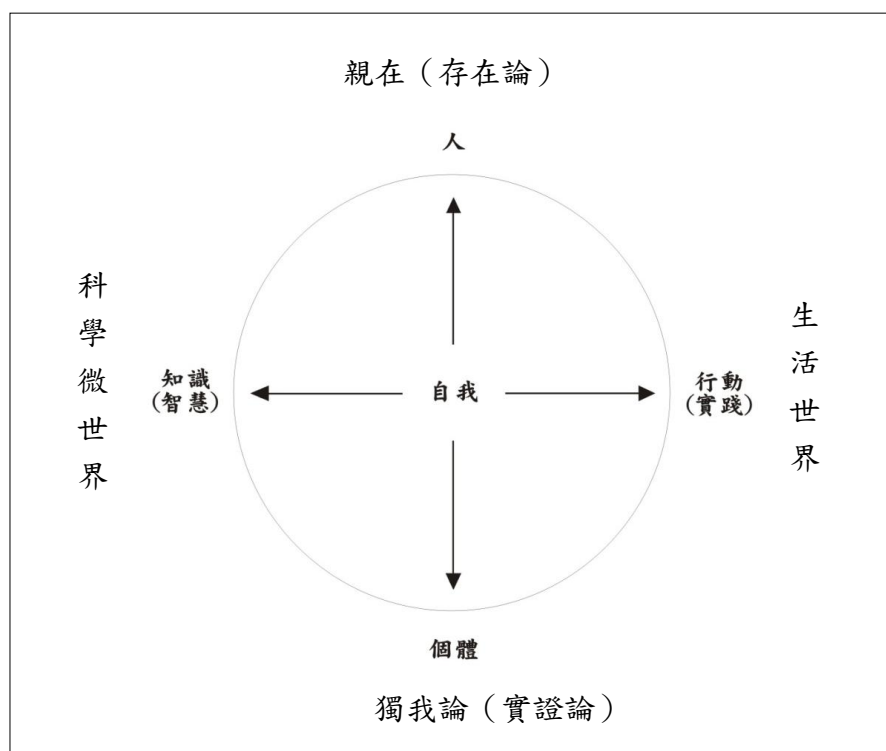 親在（存在論）
人
科學微世界
生活世界
知識
(智慧)
自我
行動
(實踐)
個體
獨我論（實證論）